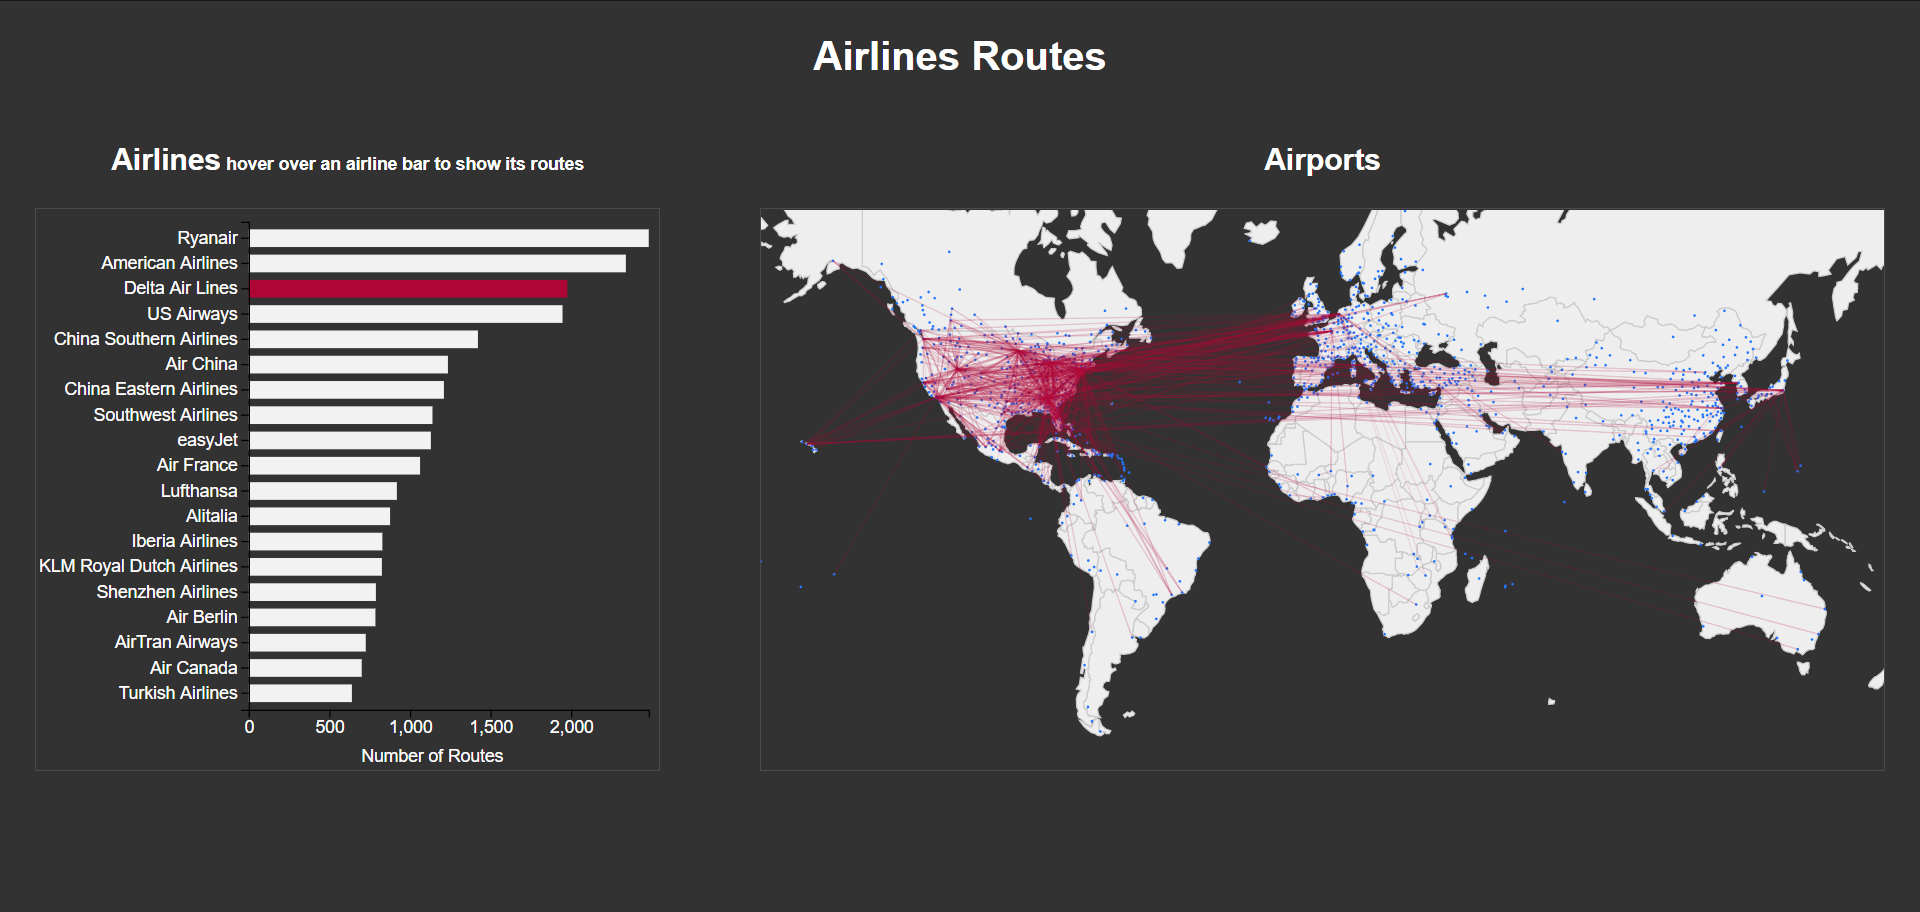 Airlines Routes
Airlines hover over an airline bar to show its routes
Airports
Ryanair
American Airlines
Delta Air Lines
US Airways
China Southern Airlines
Air China
China Eastern Airlines
Southwest Airlines
easyJet
Air France
Lufthansa
Alitalia
Iberia Airlines
KLM Royal Dutch Airlines
Shenzhen Airlines
Air Berlin
AirTran Airways
Air Canada
Turkish Airlines
0 500 1,000 1,500 2,000
Number of Routes